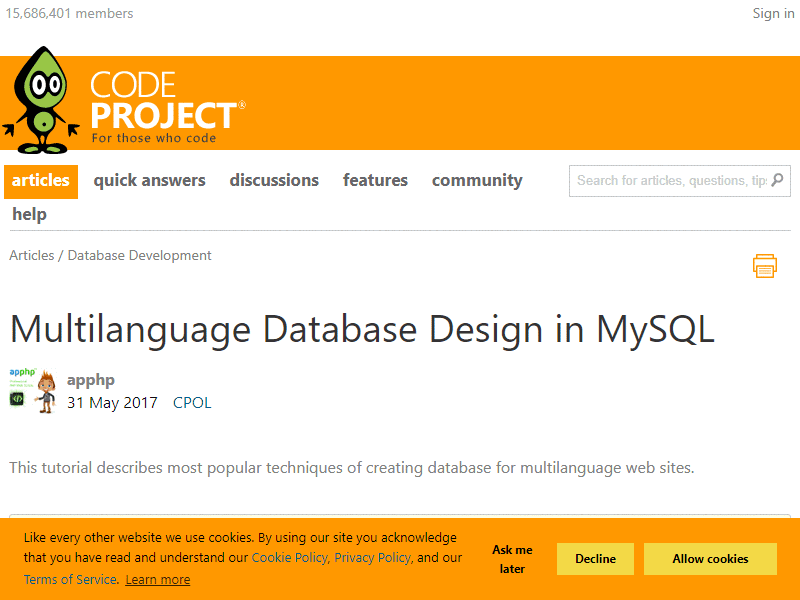 15,686,401 members
Sign in
CODE
PROJECT®
For those who code
articles
quick answers
discussions
features
community
Search for articles, questions, tips
help
Articles / Database Development
Multilanguage Database Design in MySQL
apphp
apphp
31 May 2017
CPOL
This tutorial describes most popular techniques of creating database for multilanguage web sites.
Like every other website we use cookies. By using our site you acknowledge
that you have read and understand our Cookie Policy, Privacy Policy, and our
Terms of Service. Learn more
Ask me
later
Decline
Allow cookies